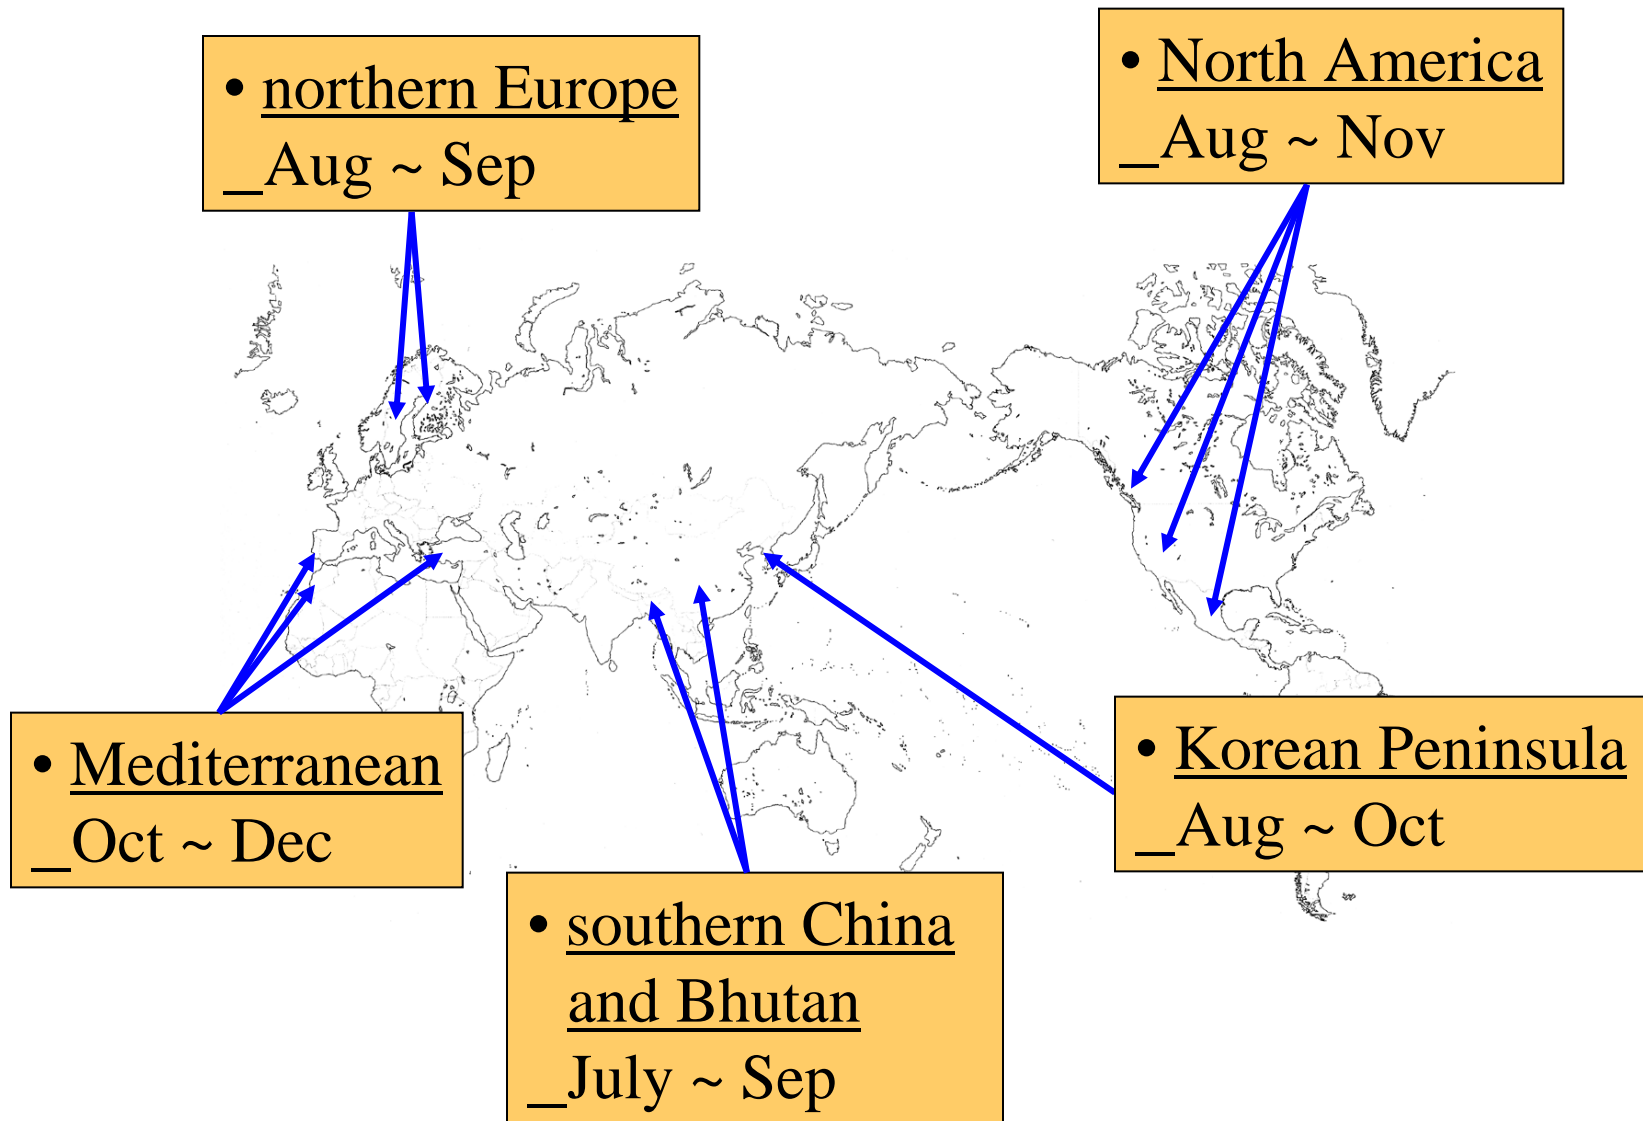 • northern Europe
_Aug ~ Sep
• North America
_Aug ~ Nov
• Mediterranean
_Oct ~ Dec
• southern China
and Bhutan
_July ~ Sep
• Korean Peninsula
_Aug ~ Oct